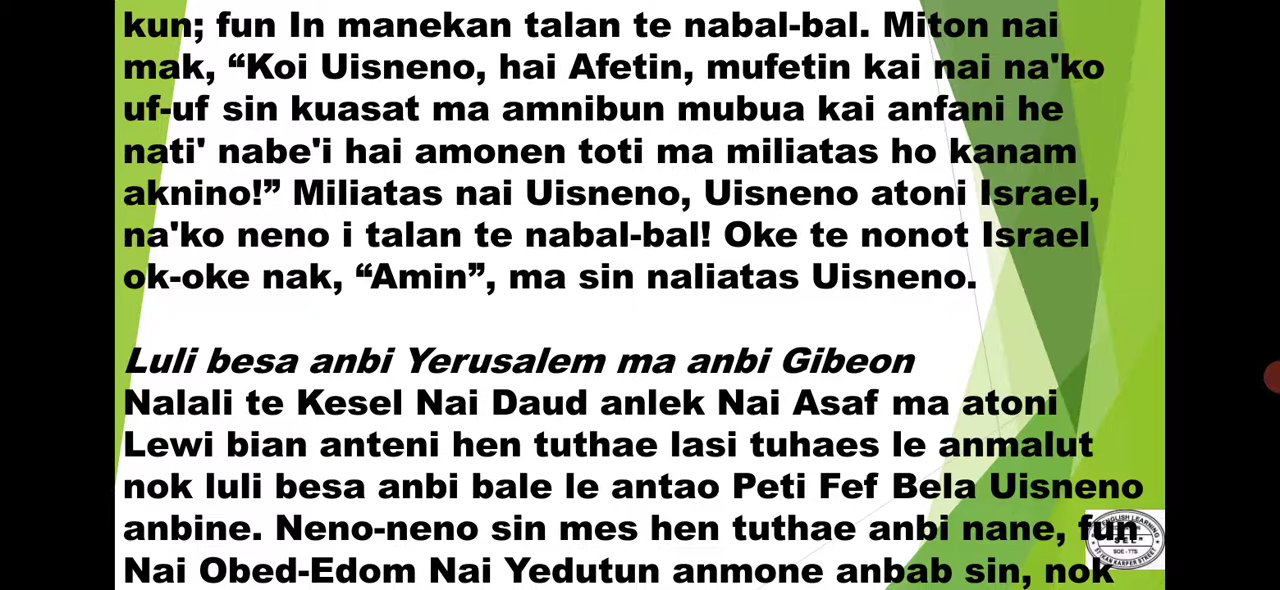 kun; fun In manekan talan te nabal-bal. Miton nai
mak, “Koi Uisneno, hai Afetin, mufetin kai nai na'ko
uf-uf sin kuasat ma amnibun mubua kai anfani he
nati' nabe'i hai amonen toti ma miliatas ho kanam
aknino!” Miliatas nai Uisneno, Uisneno atoni Israel,
na'ko neno i talan te nabal-bal! Oke te nonot Israel
ok-oke nak, “Amin”, ma sin naliatas Uisneno.
Luli besa anbi Yerusalem ma anbi Gibeon
Nalali te Kesel Nai Daud anlek Nai Asaf ma atoni
Lewi bian anteni hen tuthae lasi tuhaes le anmalut
nok luli besa anbi bale le antao Peti Fef Bela Uisneno
anbine. Neno-neno sin mes hen tuthae anbi nane, fun
Nai Obed-Edom Nai Yedutun anmone anbab sin, nok
ENGLISH LEARNING
SOE - TTS